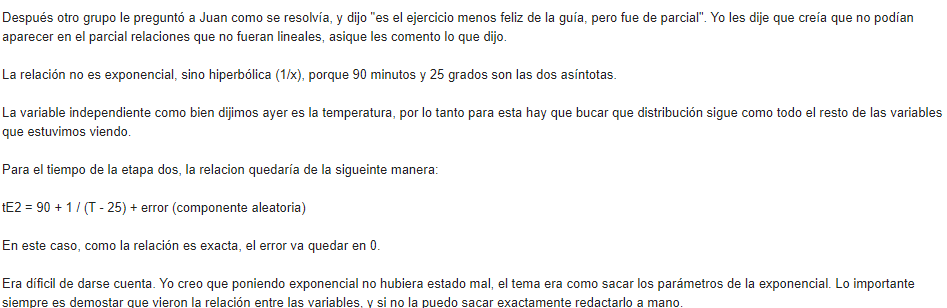 Después otro grupo le preguntó a Juan como se resolvía, y dijo "es el ejercicio menos feliz de la guía, pero fue de parcial". Yo les dije que creía que no podían
aparecer en el parcial relaciones que no fueran lineales, asique les comento lo que dijo.
La relación no es exponencial, sino hiperbólica (1/x), porque 90 minutos y 25 grados son las dos asíntotas.
La variable independiente como bien dijimos ayer es la temperatura, por lo tanto para esta hay que bucar que distribución sigue como todo el resto de las variables
que estuvimos viendo.
Para el tiempo de la etapa dos, la relacion quedaría de la sigueinte manera:
tE2 = 90 + 1 / (T - 25) + error (componente aleatoria)
En este caso, como la relación es exacta, el error va quedar en 0.
Era díficil de darse cuenta. Yo creo que poniendo exponencial no hubiera estado mal, el tema era como sacar los parámetros de la exponencial. Lo importante
siempre es demostar que vieron la relación entre las variables, y si no la puedo sacar exactamente redactarlo a mano.